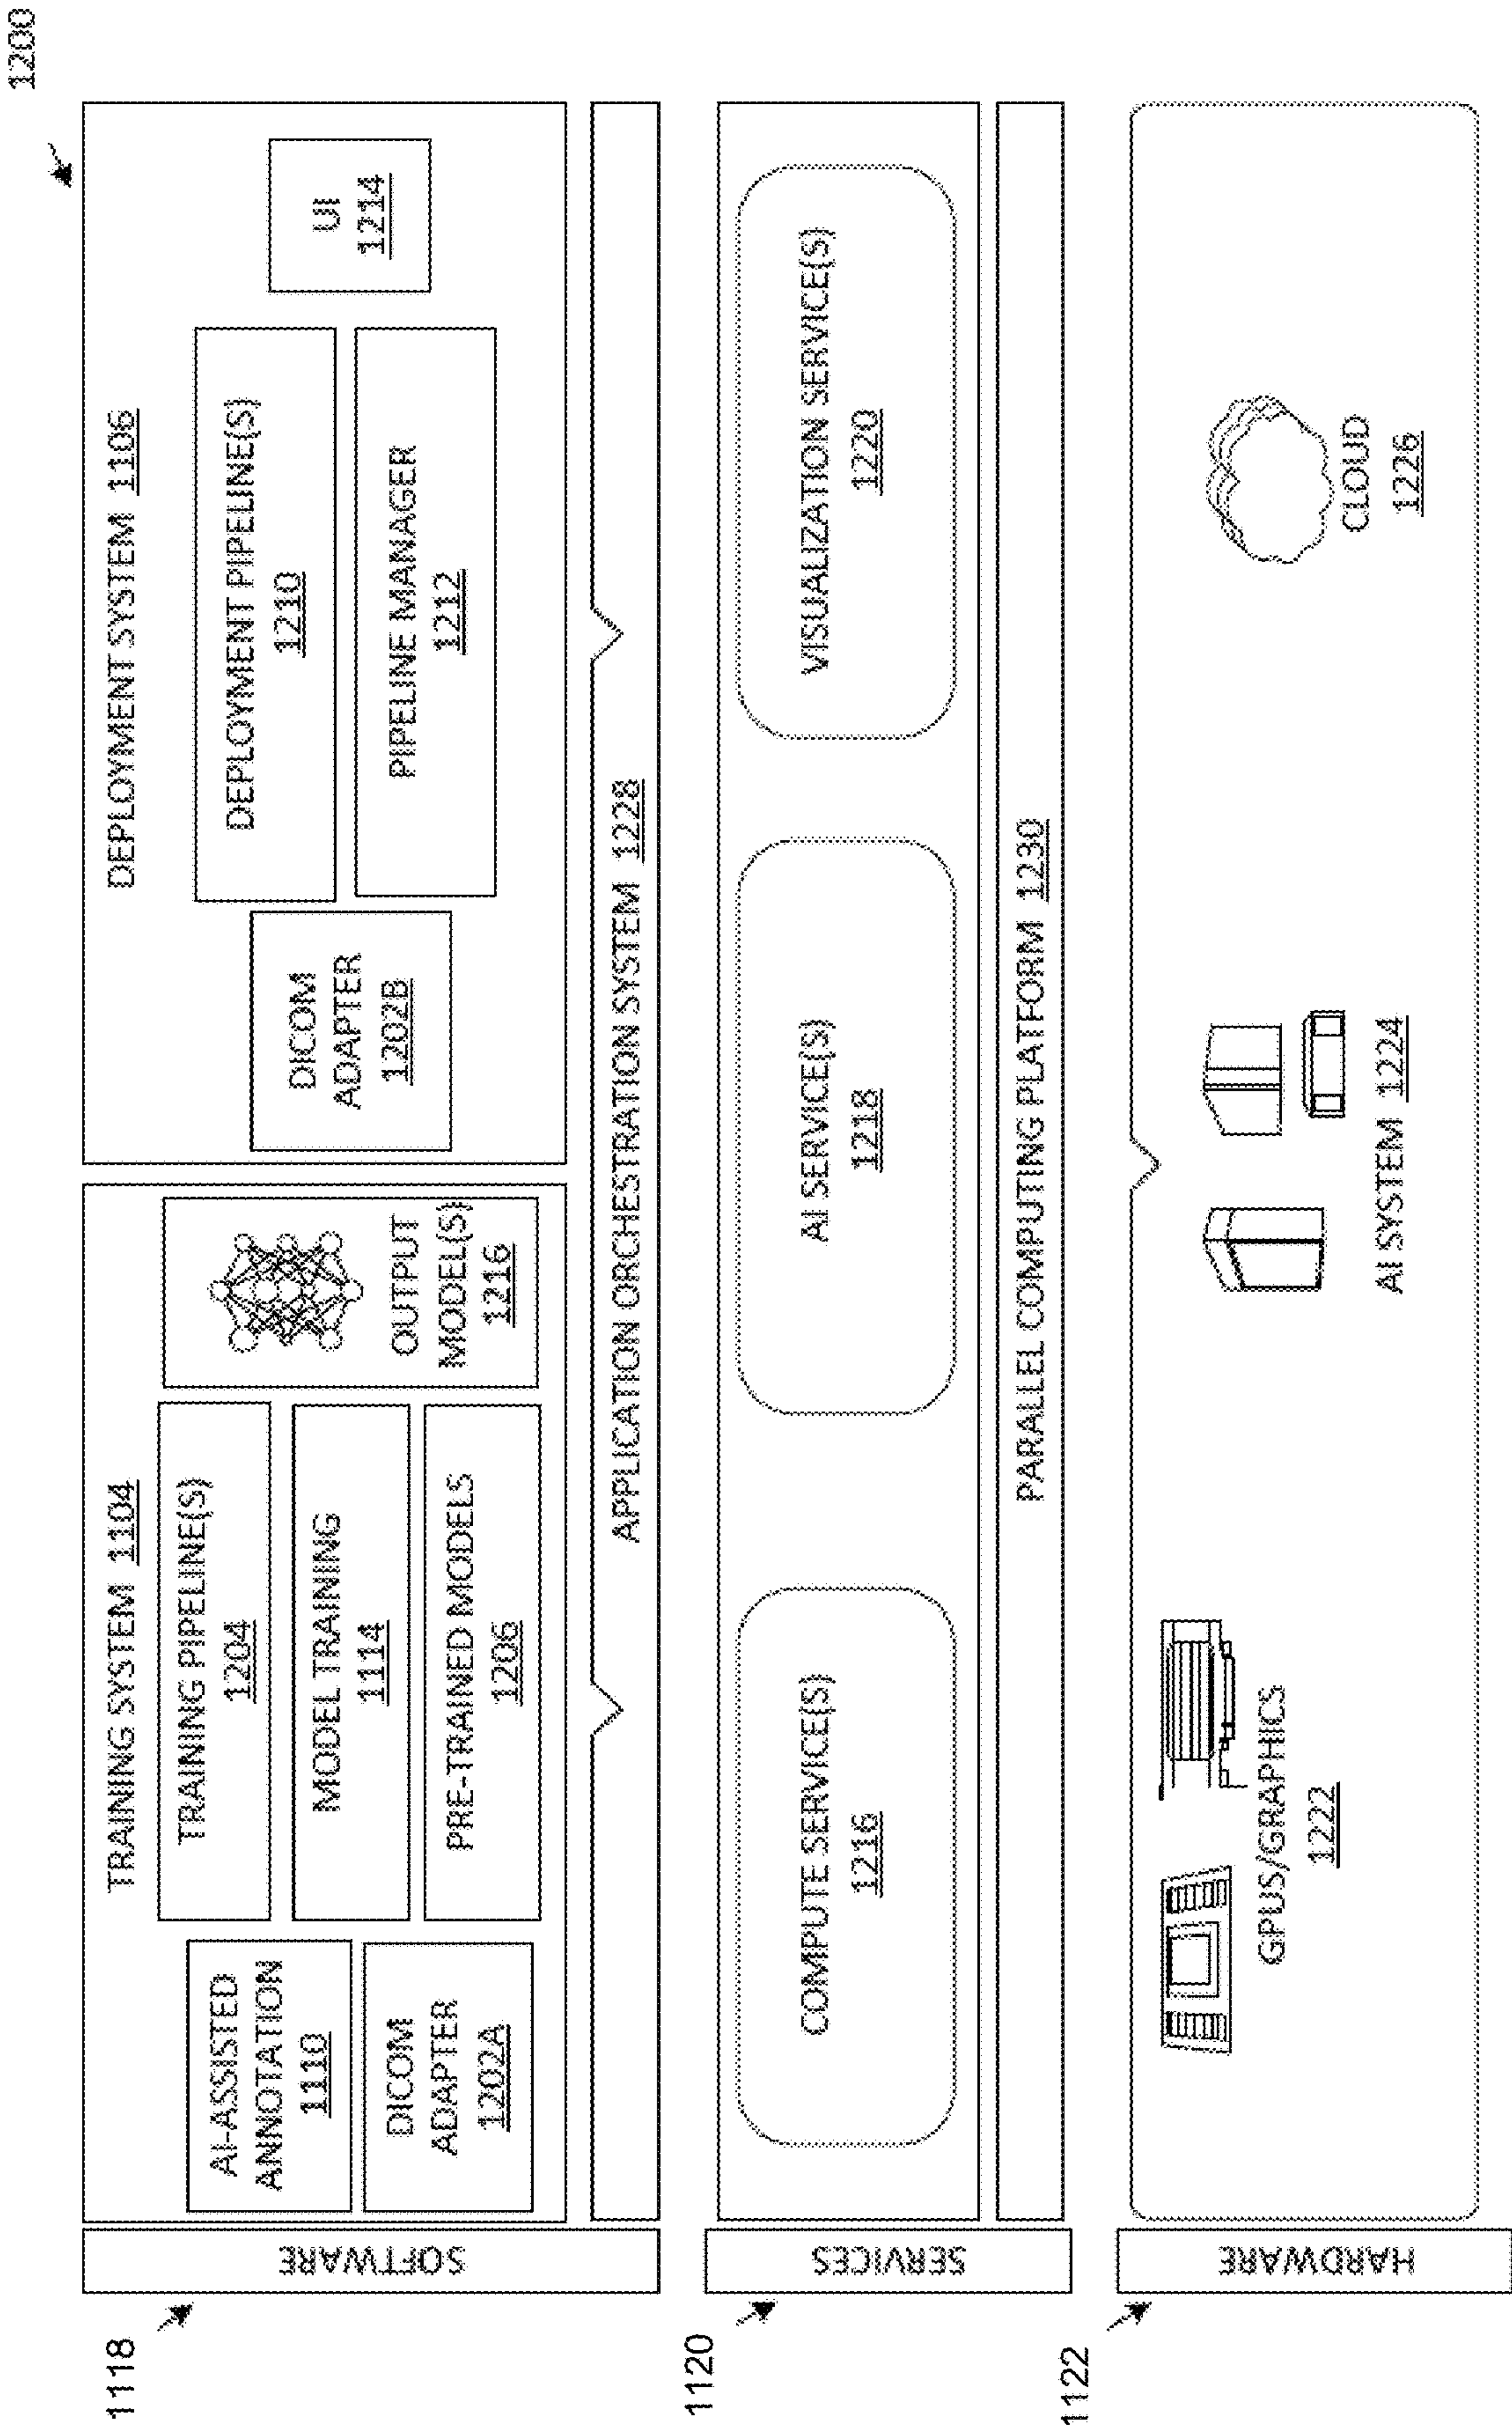 1200
1118
SOFTWARE
TRAINING SYSTEM 1104
AI-ASSISTED
ANNOTATION
1110
DICOM
ADAPTER
1202A
TRAINING PIPELINE(S)
1204
MODEL TRAINING
1114
PRE-TRAINED MODELS
1206
OUTPUT
MODEL(S)
1216
DEPLOYMENT SYSTEM 1106
DICOM
ADAPTER
1202B
DEPLOYMENT PIPELINE(S)
1210
PIPELINE MANAGER
1212
UI
1214
APPLICATION ORCHESTRATION SYSTEM 1228
1120
SERVICES
COMPUTE SERVICE(S)
1216
AI SERVICE(S)
1218
VISUALIZATION SERVICE(S)
1220
PARALLEL COMPUTING PLATFORM 1230
1122
HARDWARE
GPUS/GRAPHICS
1222
AI SYSTEM 1224
CLOUD
1226